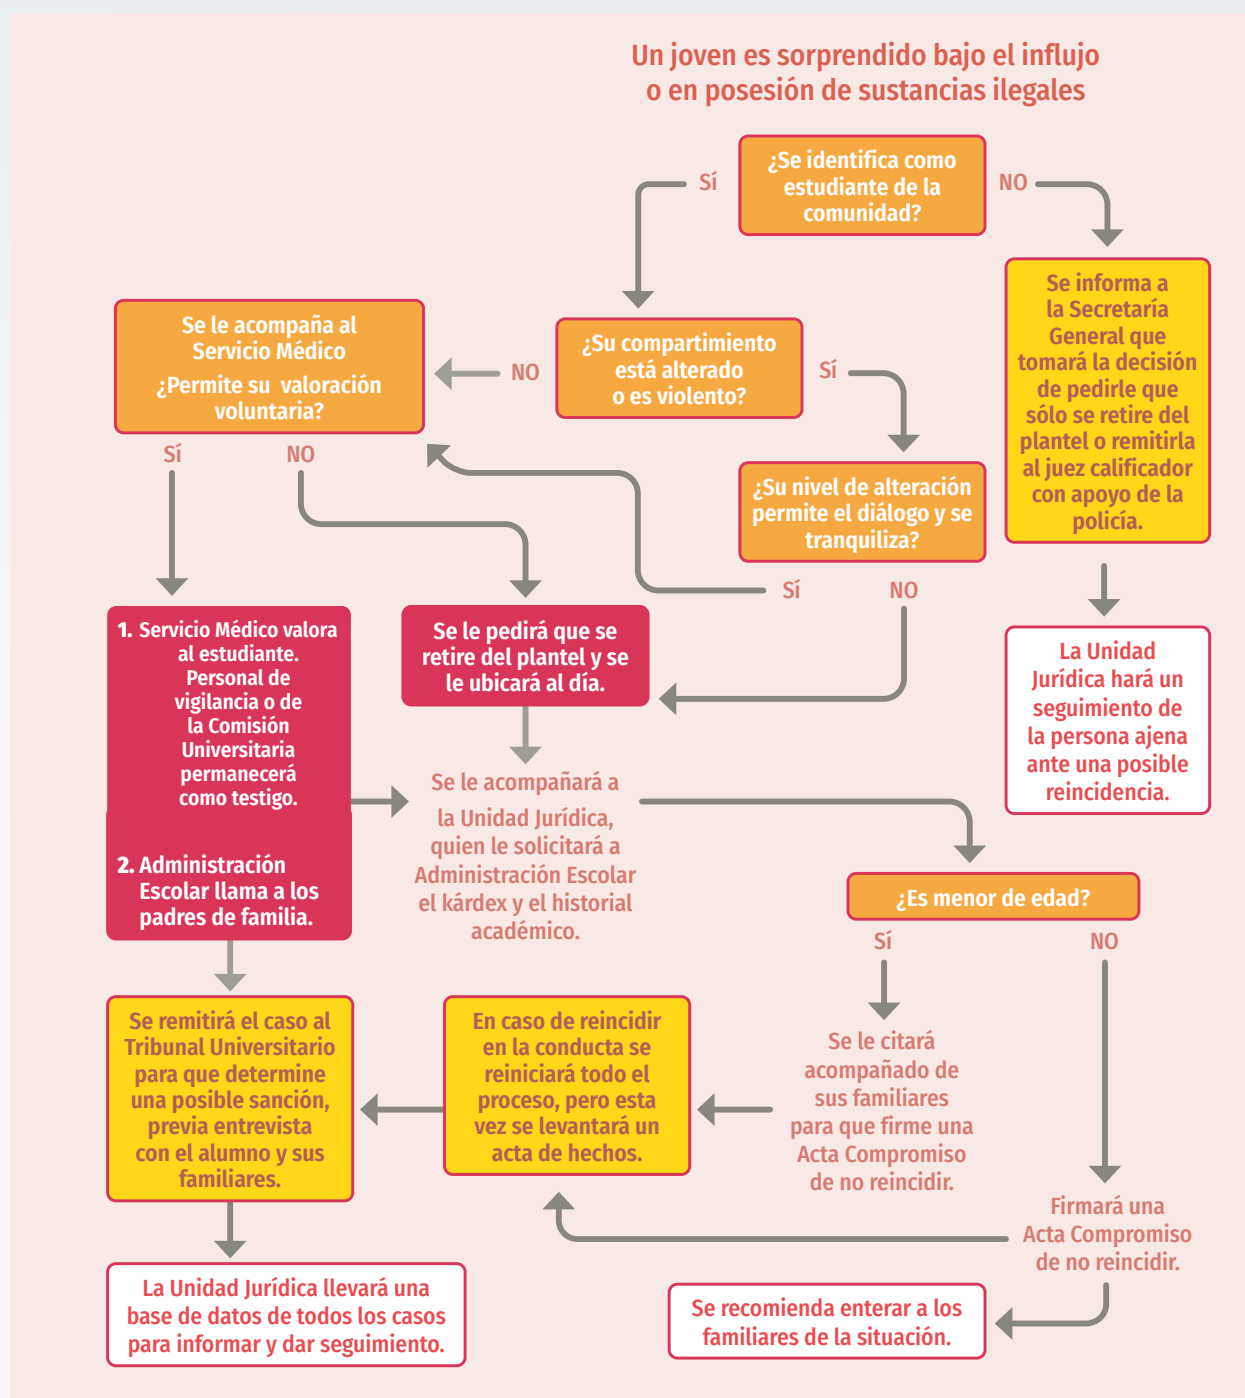 Un joven es sorprendido bajo el influjo
o en posesión de sustancias ilegales
¿Se identifica como
estudiante de la
comunidad?
Sí
NO
Se informa a
la Secretaría
General que
tomará la decisión
de pedirle que
sólo se retire del
plantel o remitirla
al juez calificador
con apoyo de la
policía.
Se le acompaña al
Servicio Médico
¿Permite su valoración
voluntaria?
NO
¿Su compartimiento
está alterado
o es violento?
Sí
Sí
NO
¿Su nivel de alteración
permite el diálogo y se
tranquiliza?
Sí
NO
1. Servicio Médico valora
al estudiante.
Personal de
vigilancia o de
la Comisión
Universitaria
permanecerá
como testigo.
2. Administración
Escolar llama a los
padres de familia.
Se le pedirá que se
retire del plantel y se
le ubicará al día.
La Unidad
Jurídica hará un
seguimiento de
la persona ajena
ante una posible
reincidencia.
Se le acompañará a
la Unidad Jurídica,
quien le solicitará a
Administración Escolar
el kárdex y el historial
académico.
¿Es menor de edad?
Sí
NO
Se remitirá el caso al
Tribunal Universitario
para que determine
una posible sanción,
previa entrevista
con el alumno y sus
familiares.
En caso de reincidir
en la conducta se
reiniciará todo el
proceso, pero esta
vez se levantará un
acta de hechos.
Se le citará
acompañado de
sus familiares
para que firme una
Acta Compromiso
de no reincidir.
Firmará una
Acta Compromiso
de no reincidir.
La Unidad Jurídica llevará una
base de datos de todos los casos
para informar y dar seguimiento.
Se recomienda enterar a los
familiares de la situación.